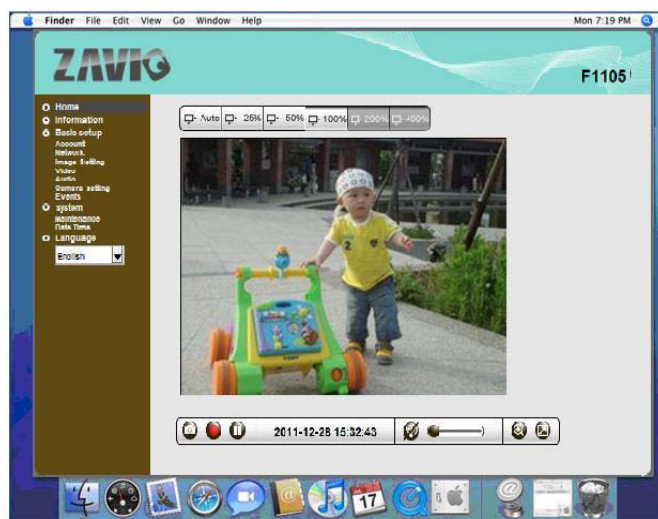 Finder File Edit View Go Window Help Mon 7:19 PM
ZAVIO
F1105
Home
Information
Basic setup
Account
Network
Image Setting
Video
Audio
Camera setting
Events
system
Maintenance
Date Time
Language
English
Auto 25% 50% 100% 200% 400%
2
2011-12-28 15:32:43
17